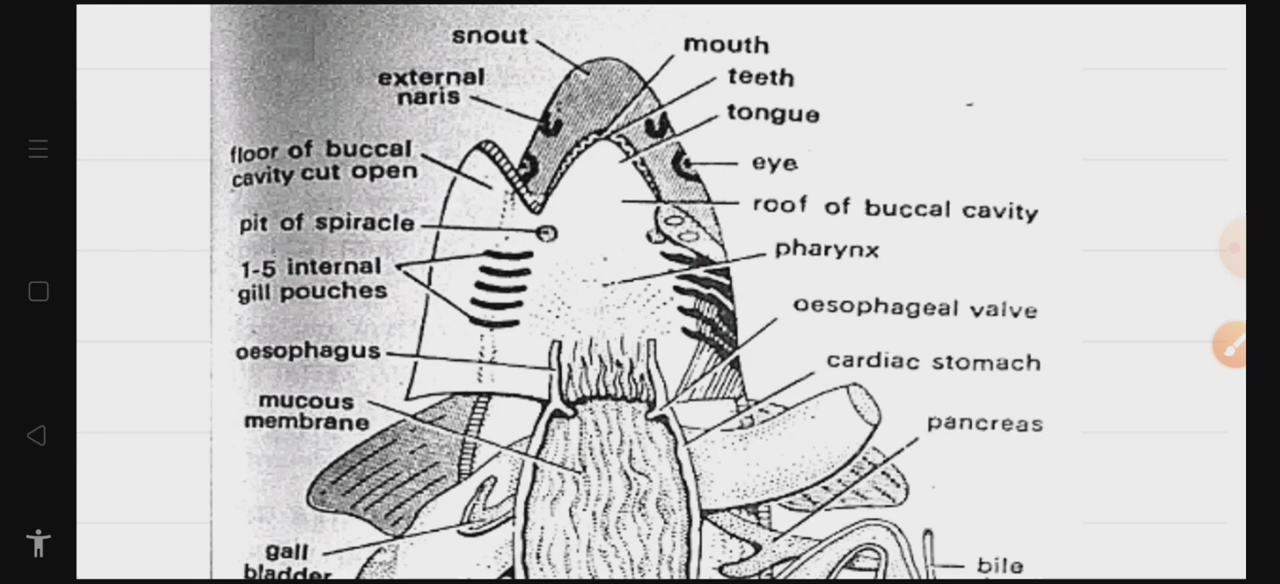 snout
mouth
external
naris
teeth
tongue
floor of buccal
cavity cut open
eye
roof of buccal cavity
pit of spiracle
pharynx
1-5 internal
gill pouches
oesophageal valve
oesophagus
cardiac stomach
mucous
membrane
pancreas
gall
bladder
bile